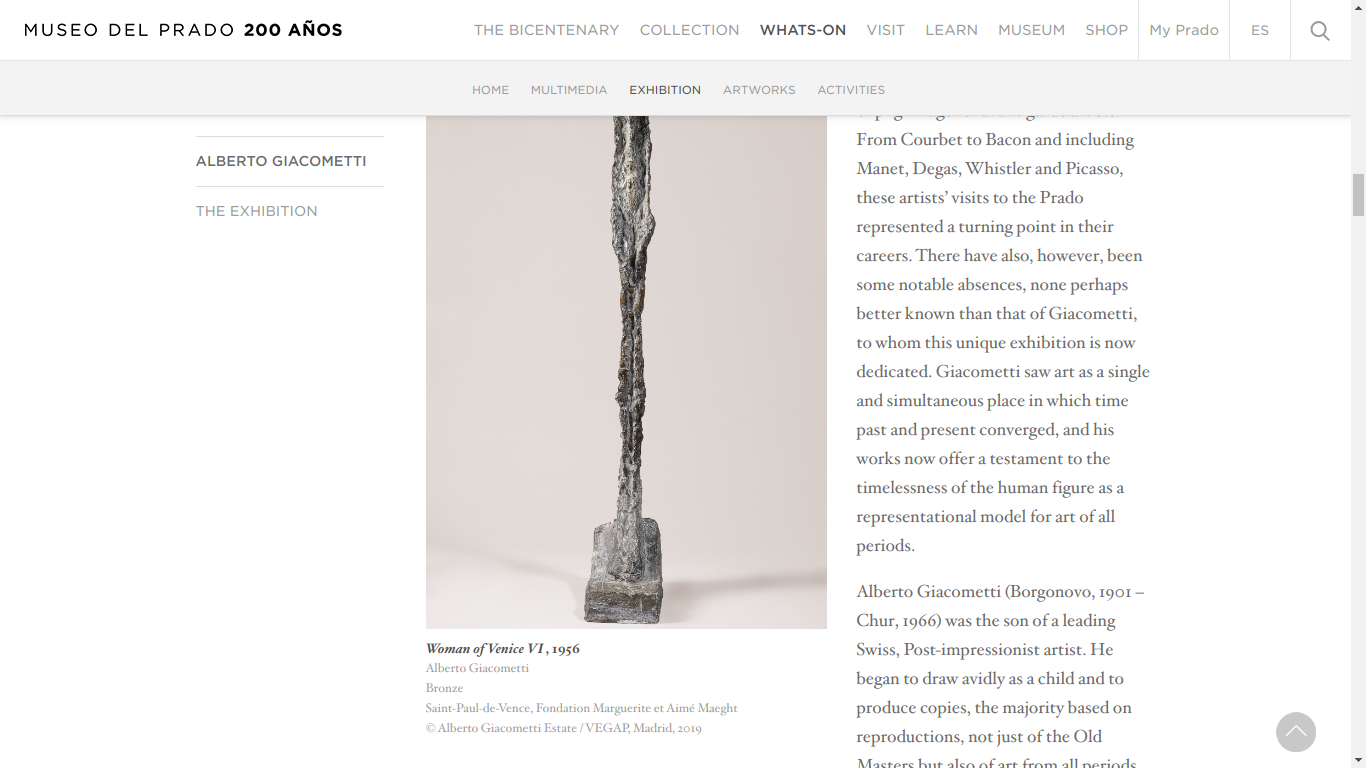 MUSEO DEL PRADO 200 AÑOS
THE BICENTENARY
COLLECTION
WHATS-ON
VISIT
LEARN
MUSEUM
SHOP
My Prado
ES
HOME
MULTIMEDIA
EXHIBITION
ARTWORKS
ACTIVITIES
ALBERTO GIACOMETTI
THE EXHIBITION
Woman of Venice VI , 1956
Alberto Giacometti
Bronze
Saint-Paul-de-Vence, Fondation Marguerite et Aimé Maeght
© Alberto Giacometti Estate / VEGAP, Madrid, 2019
From Courbet to Bacon and including
Manet, Degas, Whistler and Picasso,
these artists’ visits to the Prado
represented a turning point in their
careers. There have also, however, been
some notable absences, none perhaps
better known than that of Giacometti,
to whom this unique exhibition is now
dedicated. Giacometti saw art as a single
and simultaneous place in which time
past and present converged, and his
works now offer a testament to the
timelessness of the human figure as a
representational model for art of all
periods.
Alberto Giacometti (Borgonovo, 1901 –
Chur, 1966) was the son of a leading
Swiss, Post-impressionist artist. He
began to draw avidly as a child and to
produce copies, the majority based on
reproductions, not just of the Old
Masters but also of art from all periods